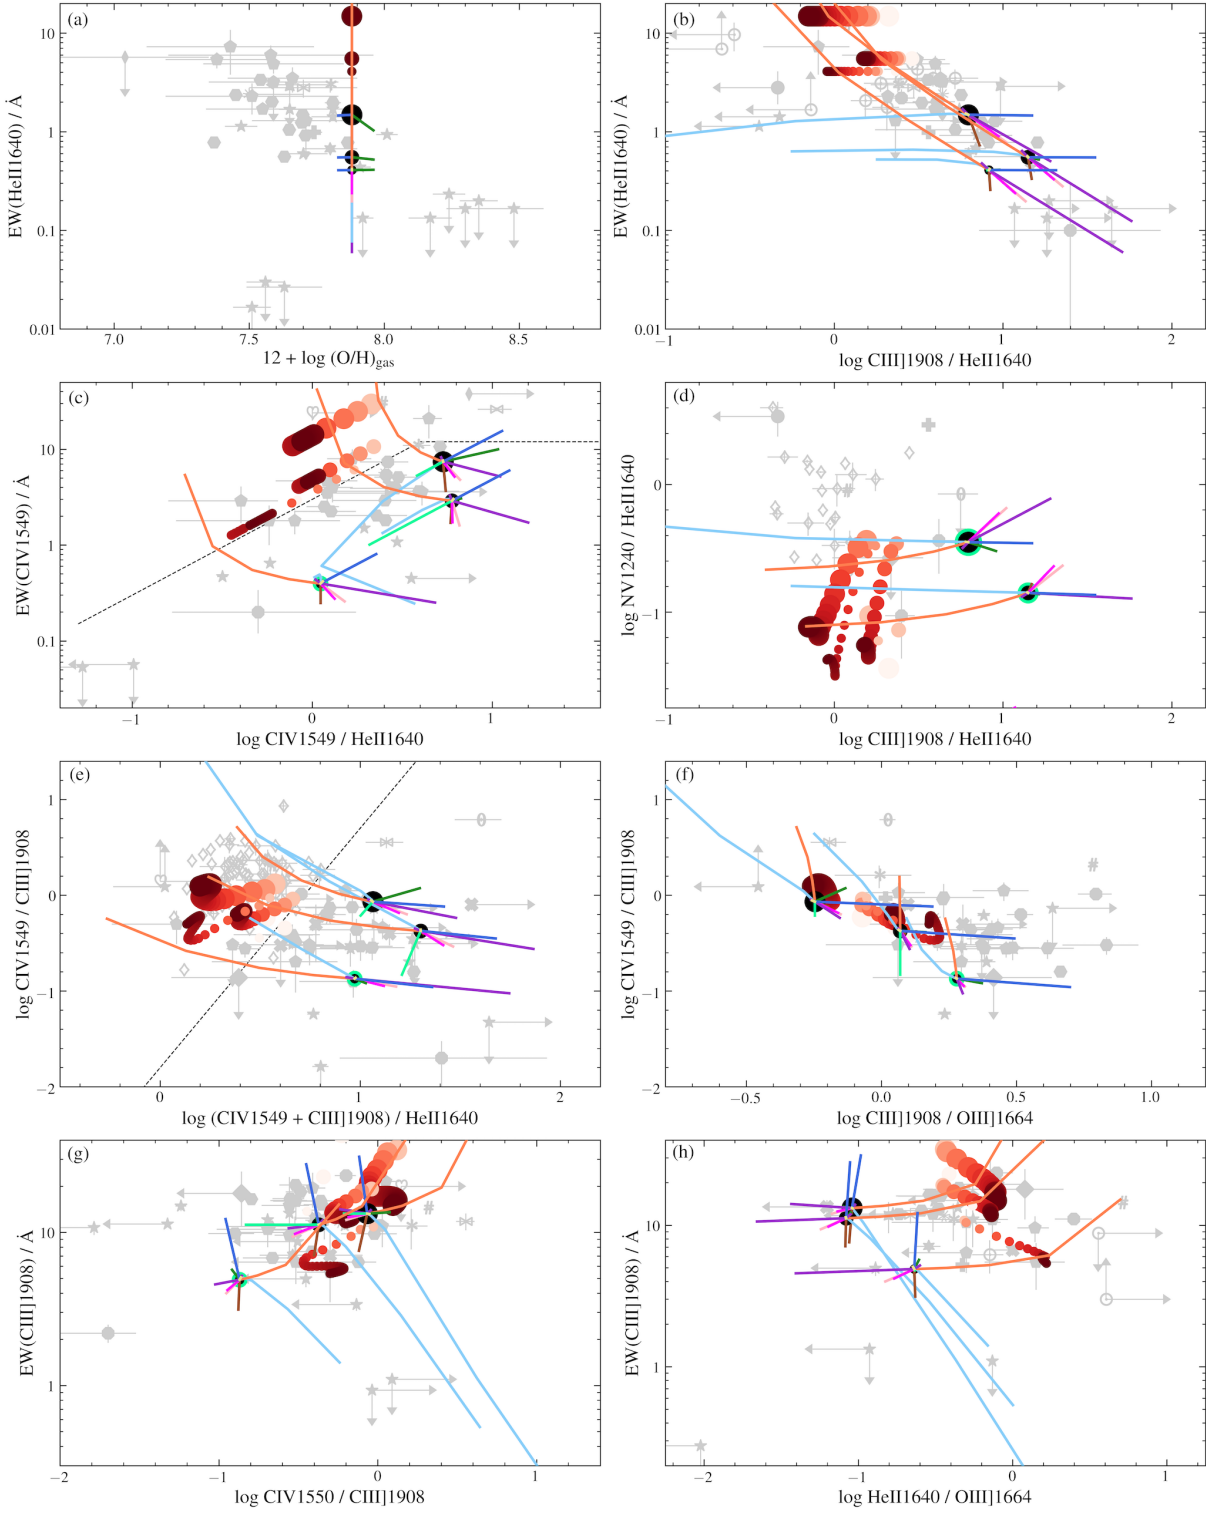 (a)
10
1
0.1
0.01
EW(HeII1640) / Å
7.0 7.5 8.0 8.5
12 + log (O/H)gas
(b)
10
1
0.1
0.01
EW(HeII1640) / Å
−1 0 1 2
log CIII]1908 / HeII1640
(c)
10
1
0.1
EW(CIV1549) / Å
−1 0 1
log CIV1549 / HeII1640
(d)
0
−1
log NV1240 / HeII1640
−1 0 1 2
log CIII]1908 / HeII1640
(e)
1
0
−1
−2
log CIV1549 / CIII]1908
0 1 2
log (CIV1549 + CIII]1908) / HeII1640
(f)
1
0
−1
−2
log CIV1549 / CIII]1908
−0.5 0.0 0.5 1.0
log CIII]1908 / OIII]1664
(g)
10
1
EW(CIII]1908) / Å
−2 −1 0 1
log CIV1550 / CIII]1908
(h)
10
1
EW(CIII]1908) / Å
−2 −1 0 1
log HeII1640 / OIII]1664